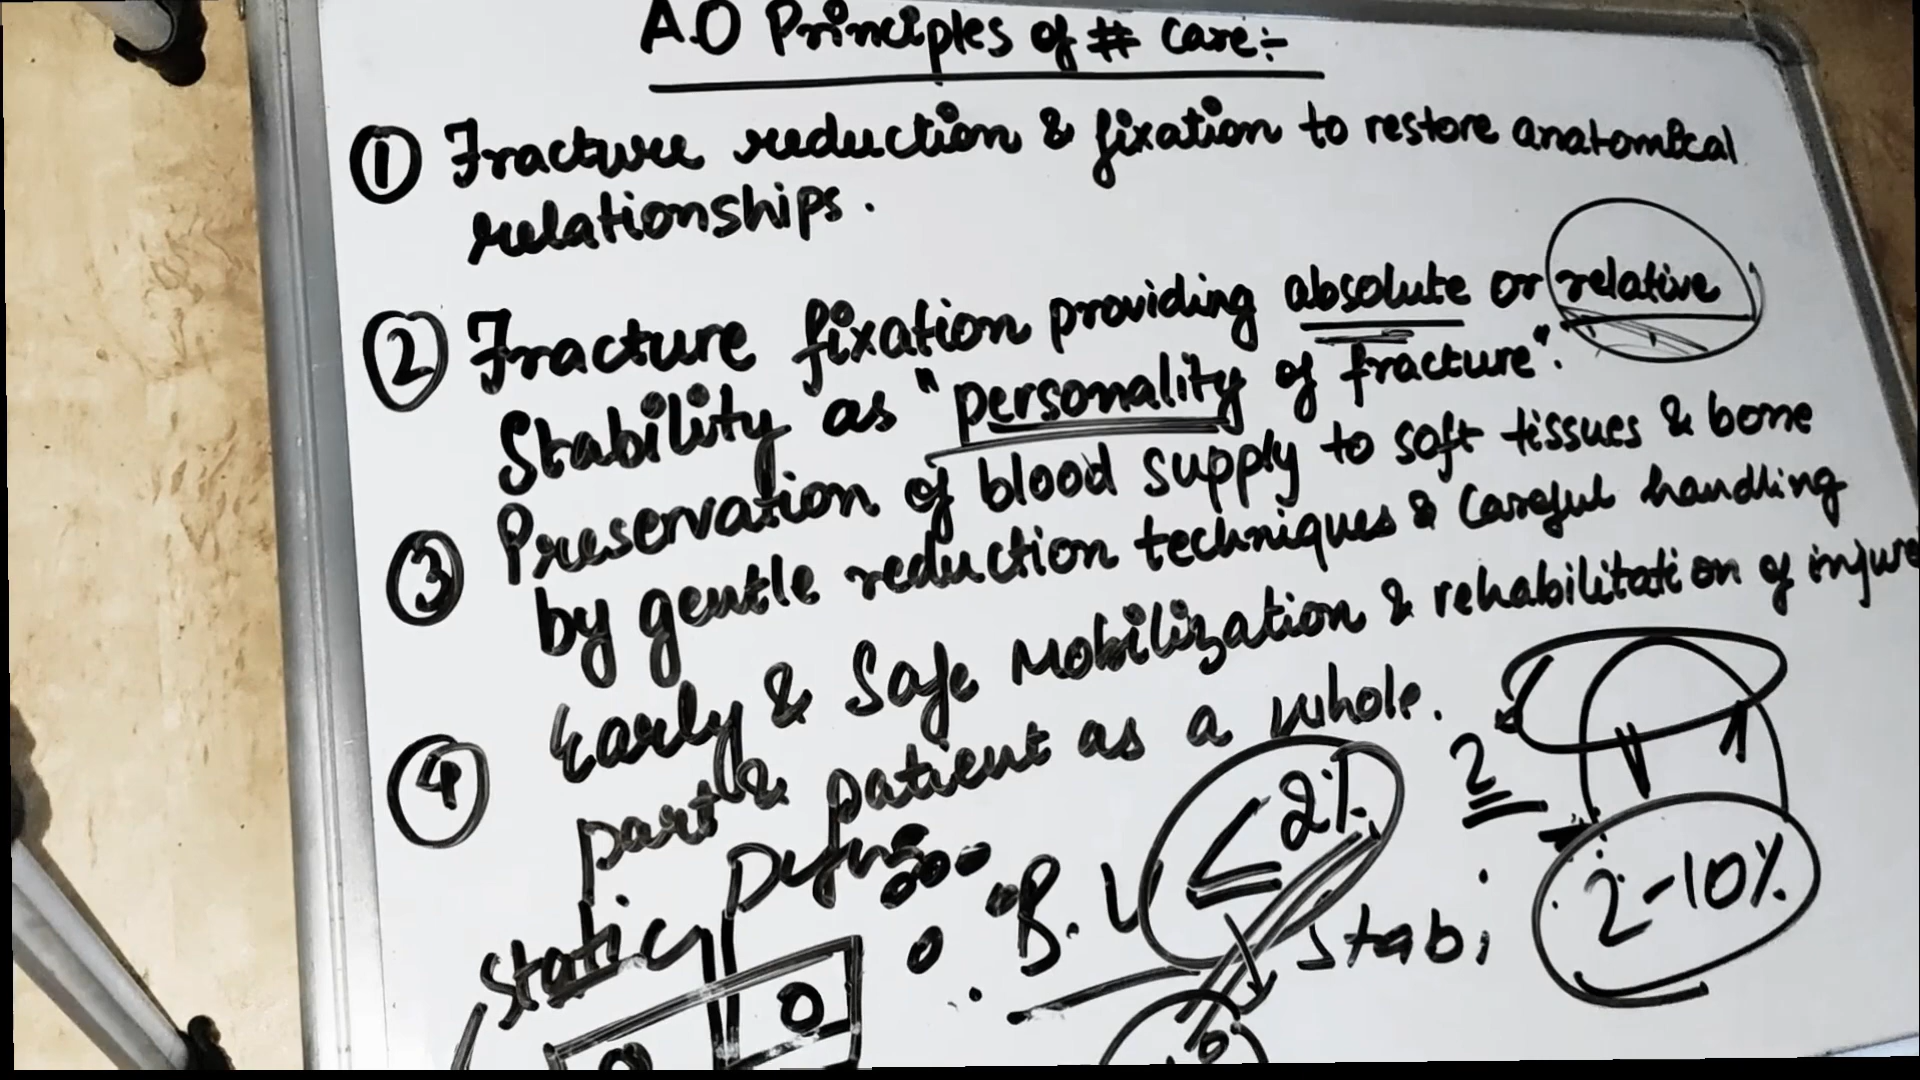 A.O Principles of # Care:-
① Fracture reduction & fixation to restore anatomical
relationships.
② Fracture fixation providing absolute or relative
Stability as "personality of fracture".
③ Preservation of blood supply to soft tissues & bone
by gentle reduction techniques & Careful handling
④ Early & Safe Mobilization & rehabilitation of injure
part & patient as a whole.
≤ 2%
2
2-10%
static
B.V
Stabi